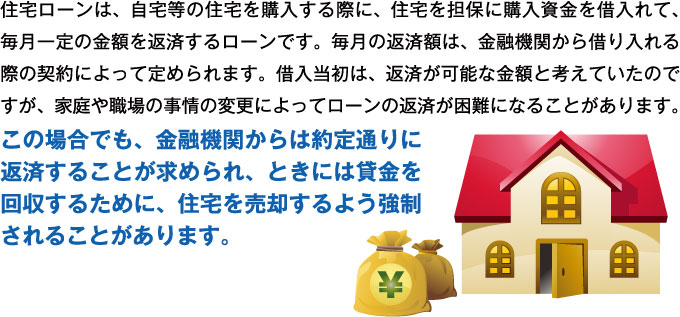 住宅ローンは、自宅等の住宅を購入する際に、住宅を担保に購入資金を借入れて、
毎月一定の金額を返済するローンです。毎月の返済額は、金融機関から借り入れる
際の契約によって定められます。借入当初は、返済が可能な金額と考えていたので
すが、家庭や職場の事情の変更によってローンの返済が困難になることがあります。
この場合でも、金融機関からは約定通りに
返済することが求められ、ときには貸金を
回収するために、住宅を売却するよう強制
されることがあります。
¥